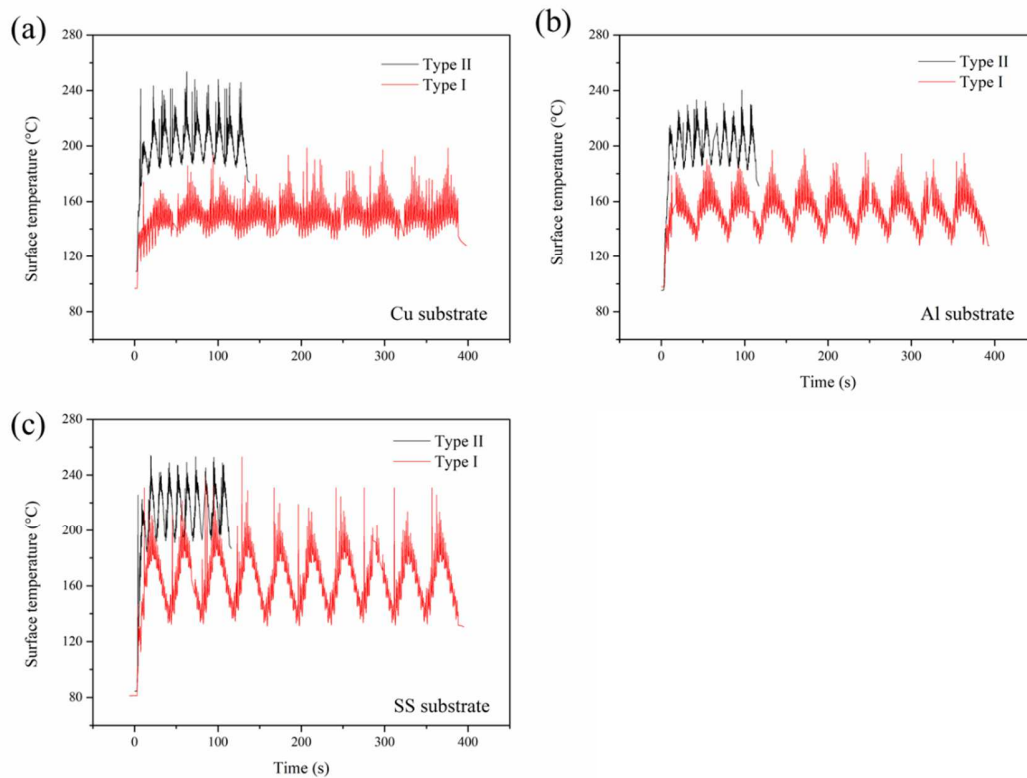 (a)
280
240
200
160
120
80
Surface temperature (°C)
Type II
Type I
Cu substrate
0
100
200
300
400
(b)
280
240
200
160
120
80
Surface temperature (°C)
Type II
Type I
Al substrate
0
100
200
300
400
Time (s)
(c)
280
240
200
160
120
80
Surface temperature (°C)
Type II
Type I
SS substrate
0
100
200
300
400
Time (s)